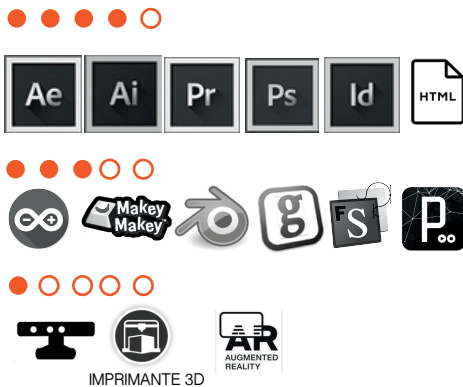 Ae Ai Pr Ps Id HTML
Makey
Makey
g FS P
AR
AUGMENTED
REALITY
IMPRIMANTE 3D